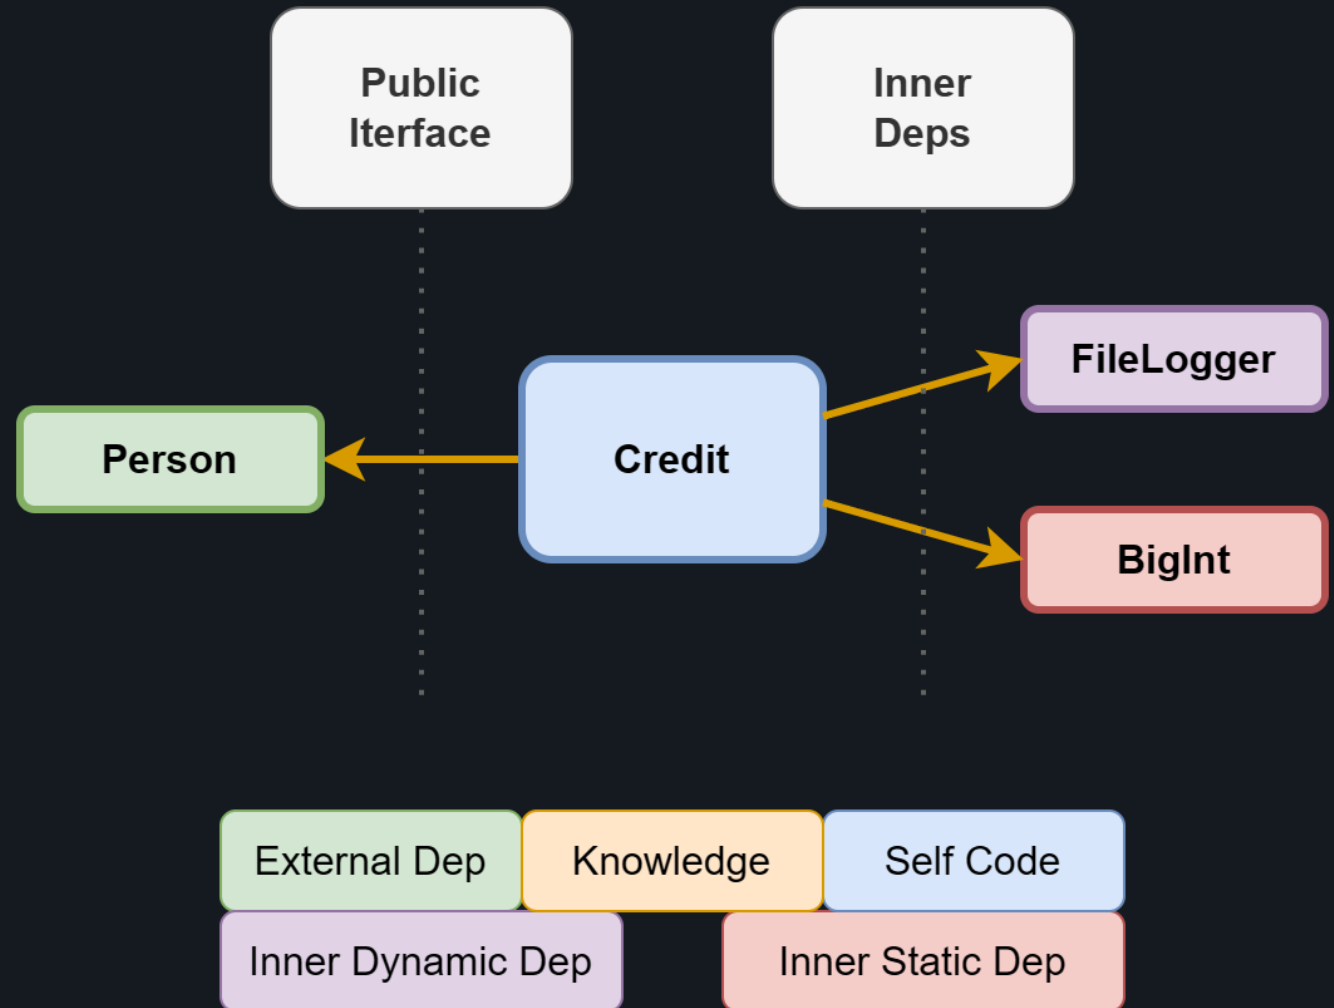 Public
Iterface
Inner
Deps
FileLogger
Person
Credit
BigInt
External Dep
Knowledge
Self Code
Inner Dynamic Dep
Inner Static Dep